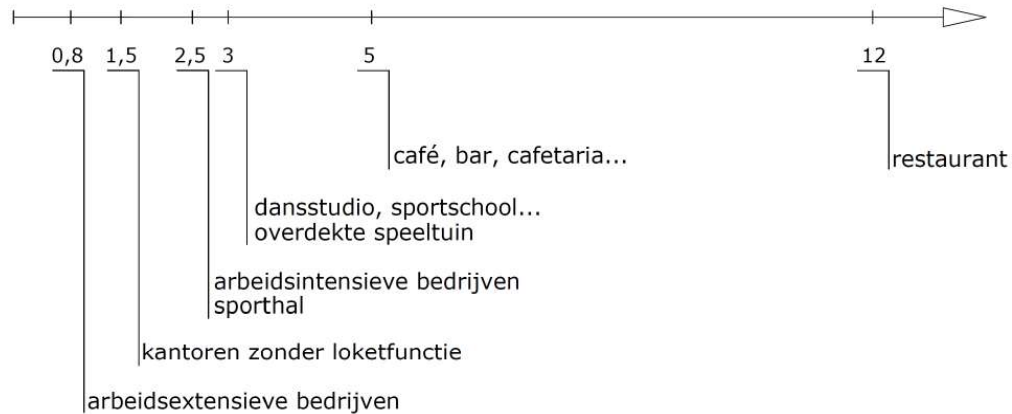 0,8 1,5 2,5 3 5 12
café, bar, cafetaria...
restaurant
dansstudio, sportschool...
overdekte speeltuin
arbeidsintensieve bedrijven
sporthal
kantoren zonder loketfunctie
arbeidsextensieve bedrijven